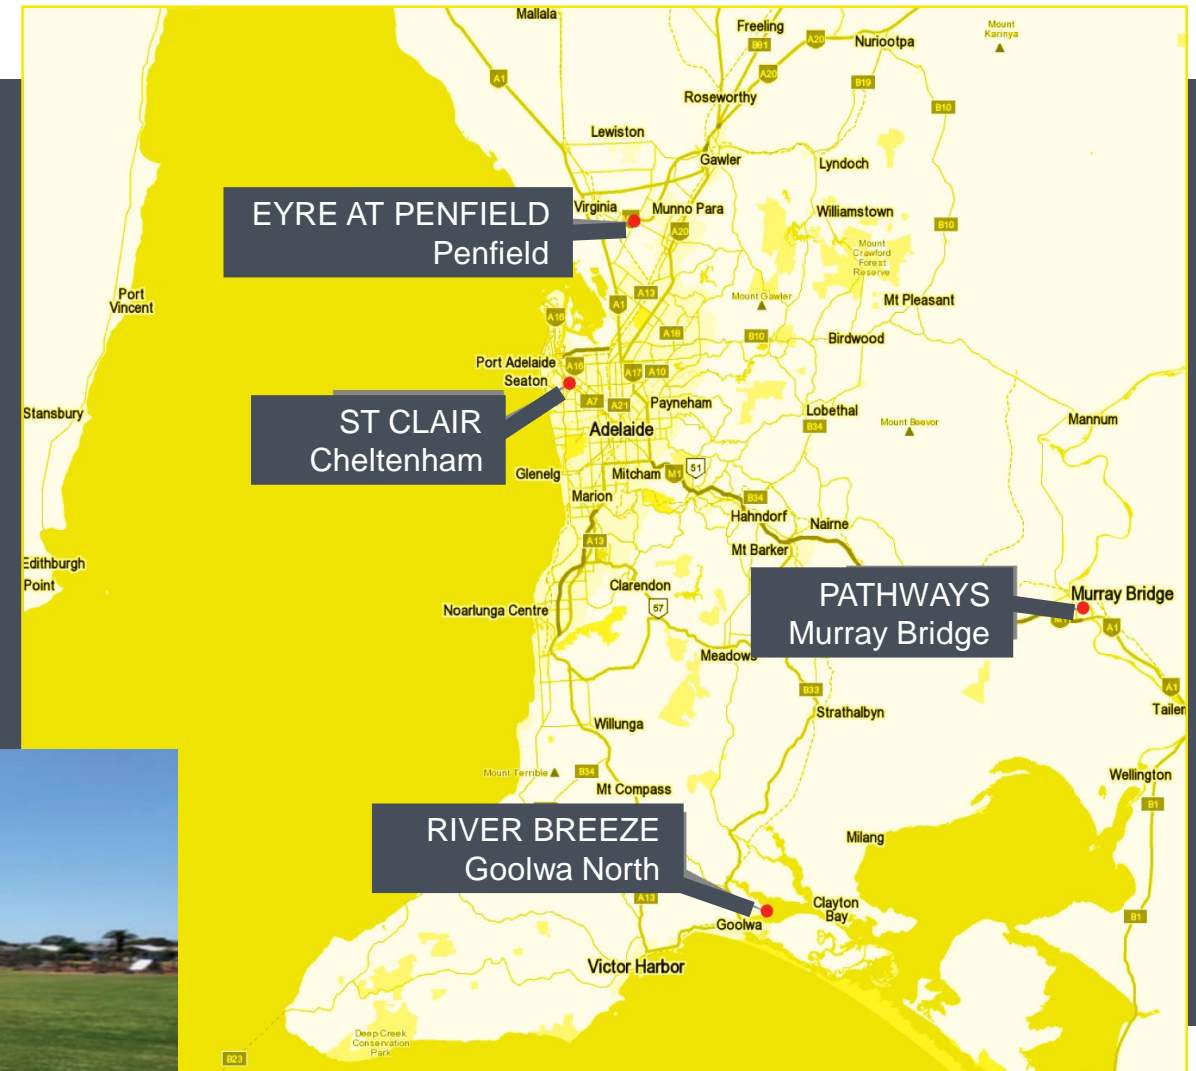 Mallala
Freeling
B81
A20
Nuriootpa
Mount
Karinya
A1
A20
B19
Roseworthy
B10
Lewiston
Gawler
Lyndoch
EYRE AT PENFIELD
Penfield
Virginia
Munno Para
A20
Williamstown
B10
Mount
Crawford
Forest
Reserve
Port
Vincent
A13
Mount Gawler
Mt Pleasant
A16
A1
A18
B10
Birdwood
Port Adelaide
A16
Seaton
A17
A10
ST CLAIR
Cheltenham
A7
A21
Payneham
Stansbury
Adelaide
Lobethal
B34
Mount Beevor
Mannum
Glenelg
Mitcham
M1
51
Marion
B34
Hahndorf
Nairne
A13
Mt Barker
Edithburgh
Point
Clarendon
57
Noarlunga Centre
PATHWAYS
Murray Bridge
Murray Bridge
M1
A1
Meadows
B33
A1
Strathalbyn
Tailem
Willunga
Mount Terrible
B34
Mt Compass
Wellington
B1
RIVER BREEZE
Goolwa North
Milang
A13
Clayton
Bay
Goolwa
B1
Victor Harbor
Deep Creek
Conservation
Park
B23